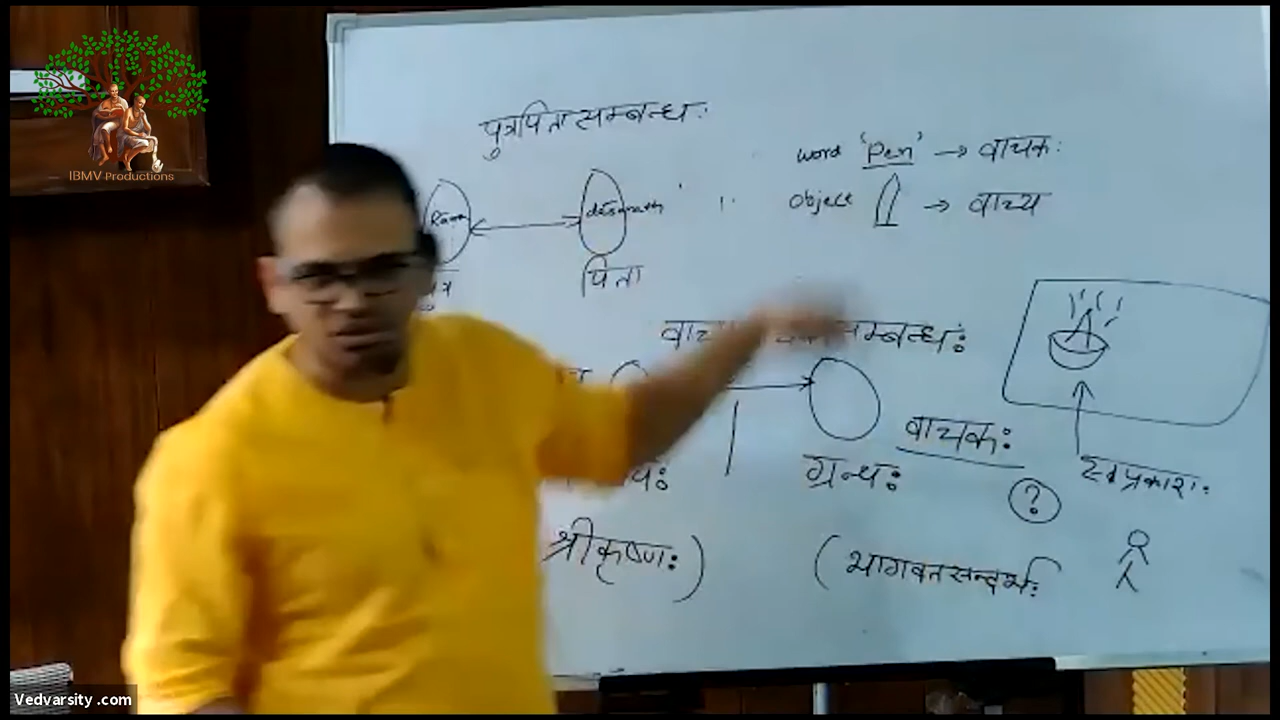 IBMV Productions
पुत्रपितासम्बन्धः
word 'Pen' → वाचकः
Object → वाच्य
Rama dasarath
पिता
सम्बन्धः
वाचकः
ग्रन्थः
स्वप्रकाशः
?
श्रीकृष्णः)
(भागवतसन्दर्भः
Vedvarsity .com